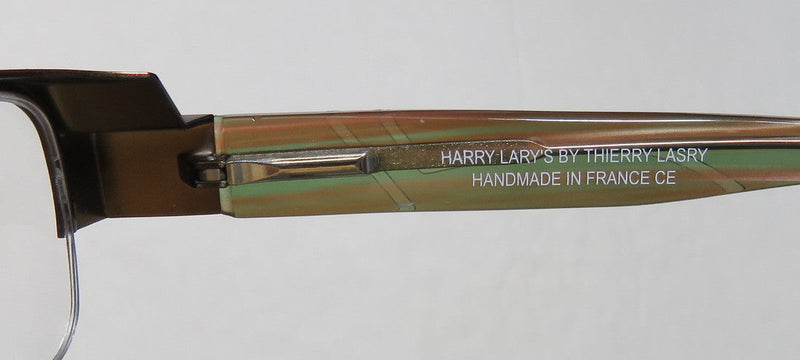 HARRY LARY'S BY THIERRY LASRY
HANDMADE IN FRANCE CE